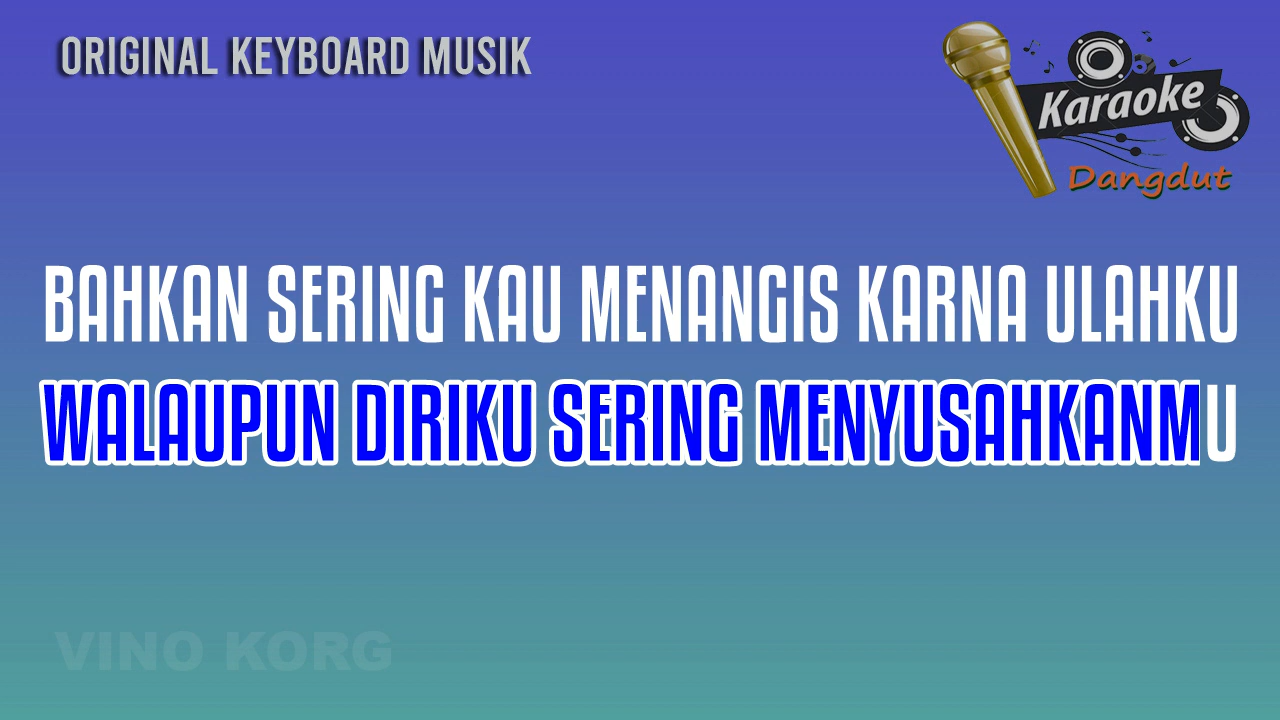 ORIGINAL KEYBOARD MUSIK
Karaoke
Dangdut
BAHKAN SERING KAU MENANGIS KARNA ULAHKU
WALAUPUN DIRIKU SERING MENYUSAHKANMU
VINO KORG